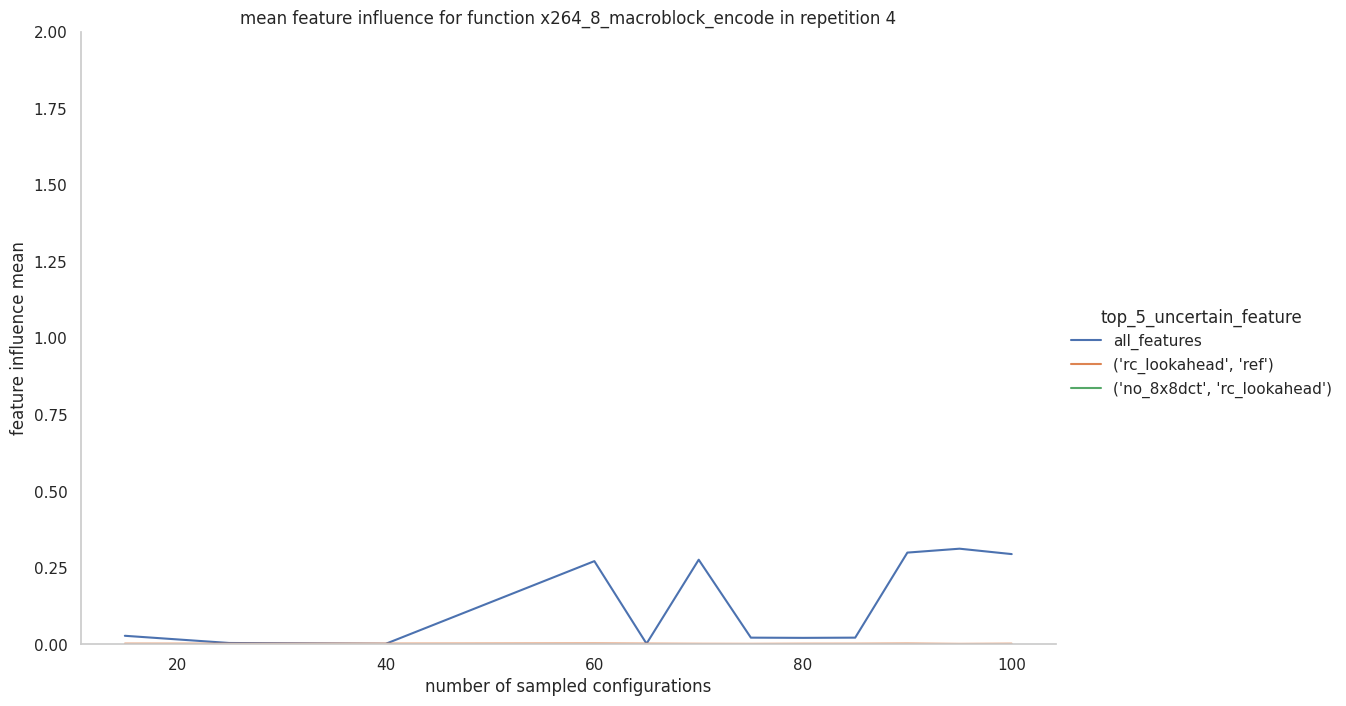 mean feature influence for function x264_8_macroblock_encode in repetition 4
2.00
1.75
1.50
1.25
1.00
0.75
0.50
0.25
0.00
feature influence mean
20 40 60 80 100
number of sampled configurations
top_5_uncertain_feature
all_features
('rc_lookahead', 'ref')
('no_8x8dct', 'rc_lookahead')